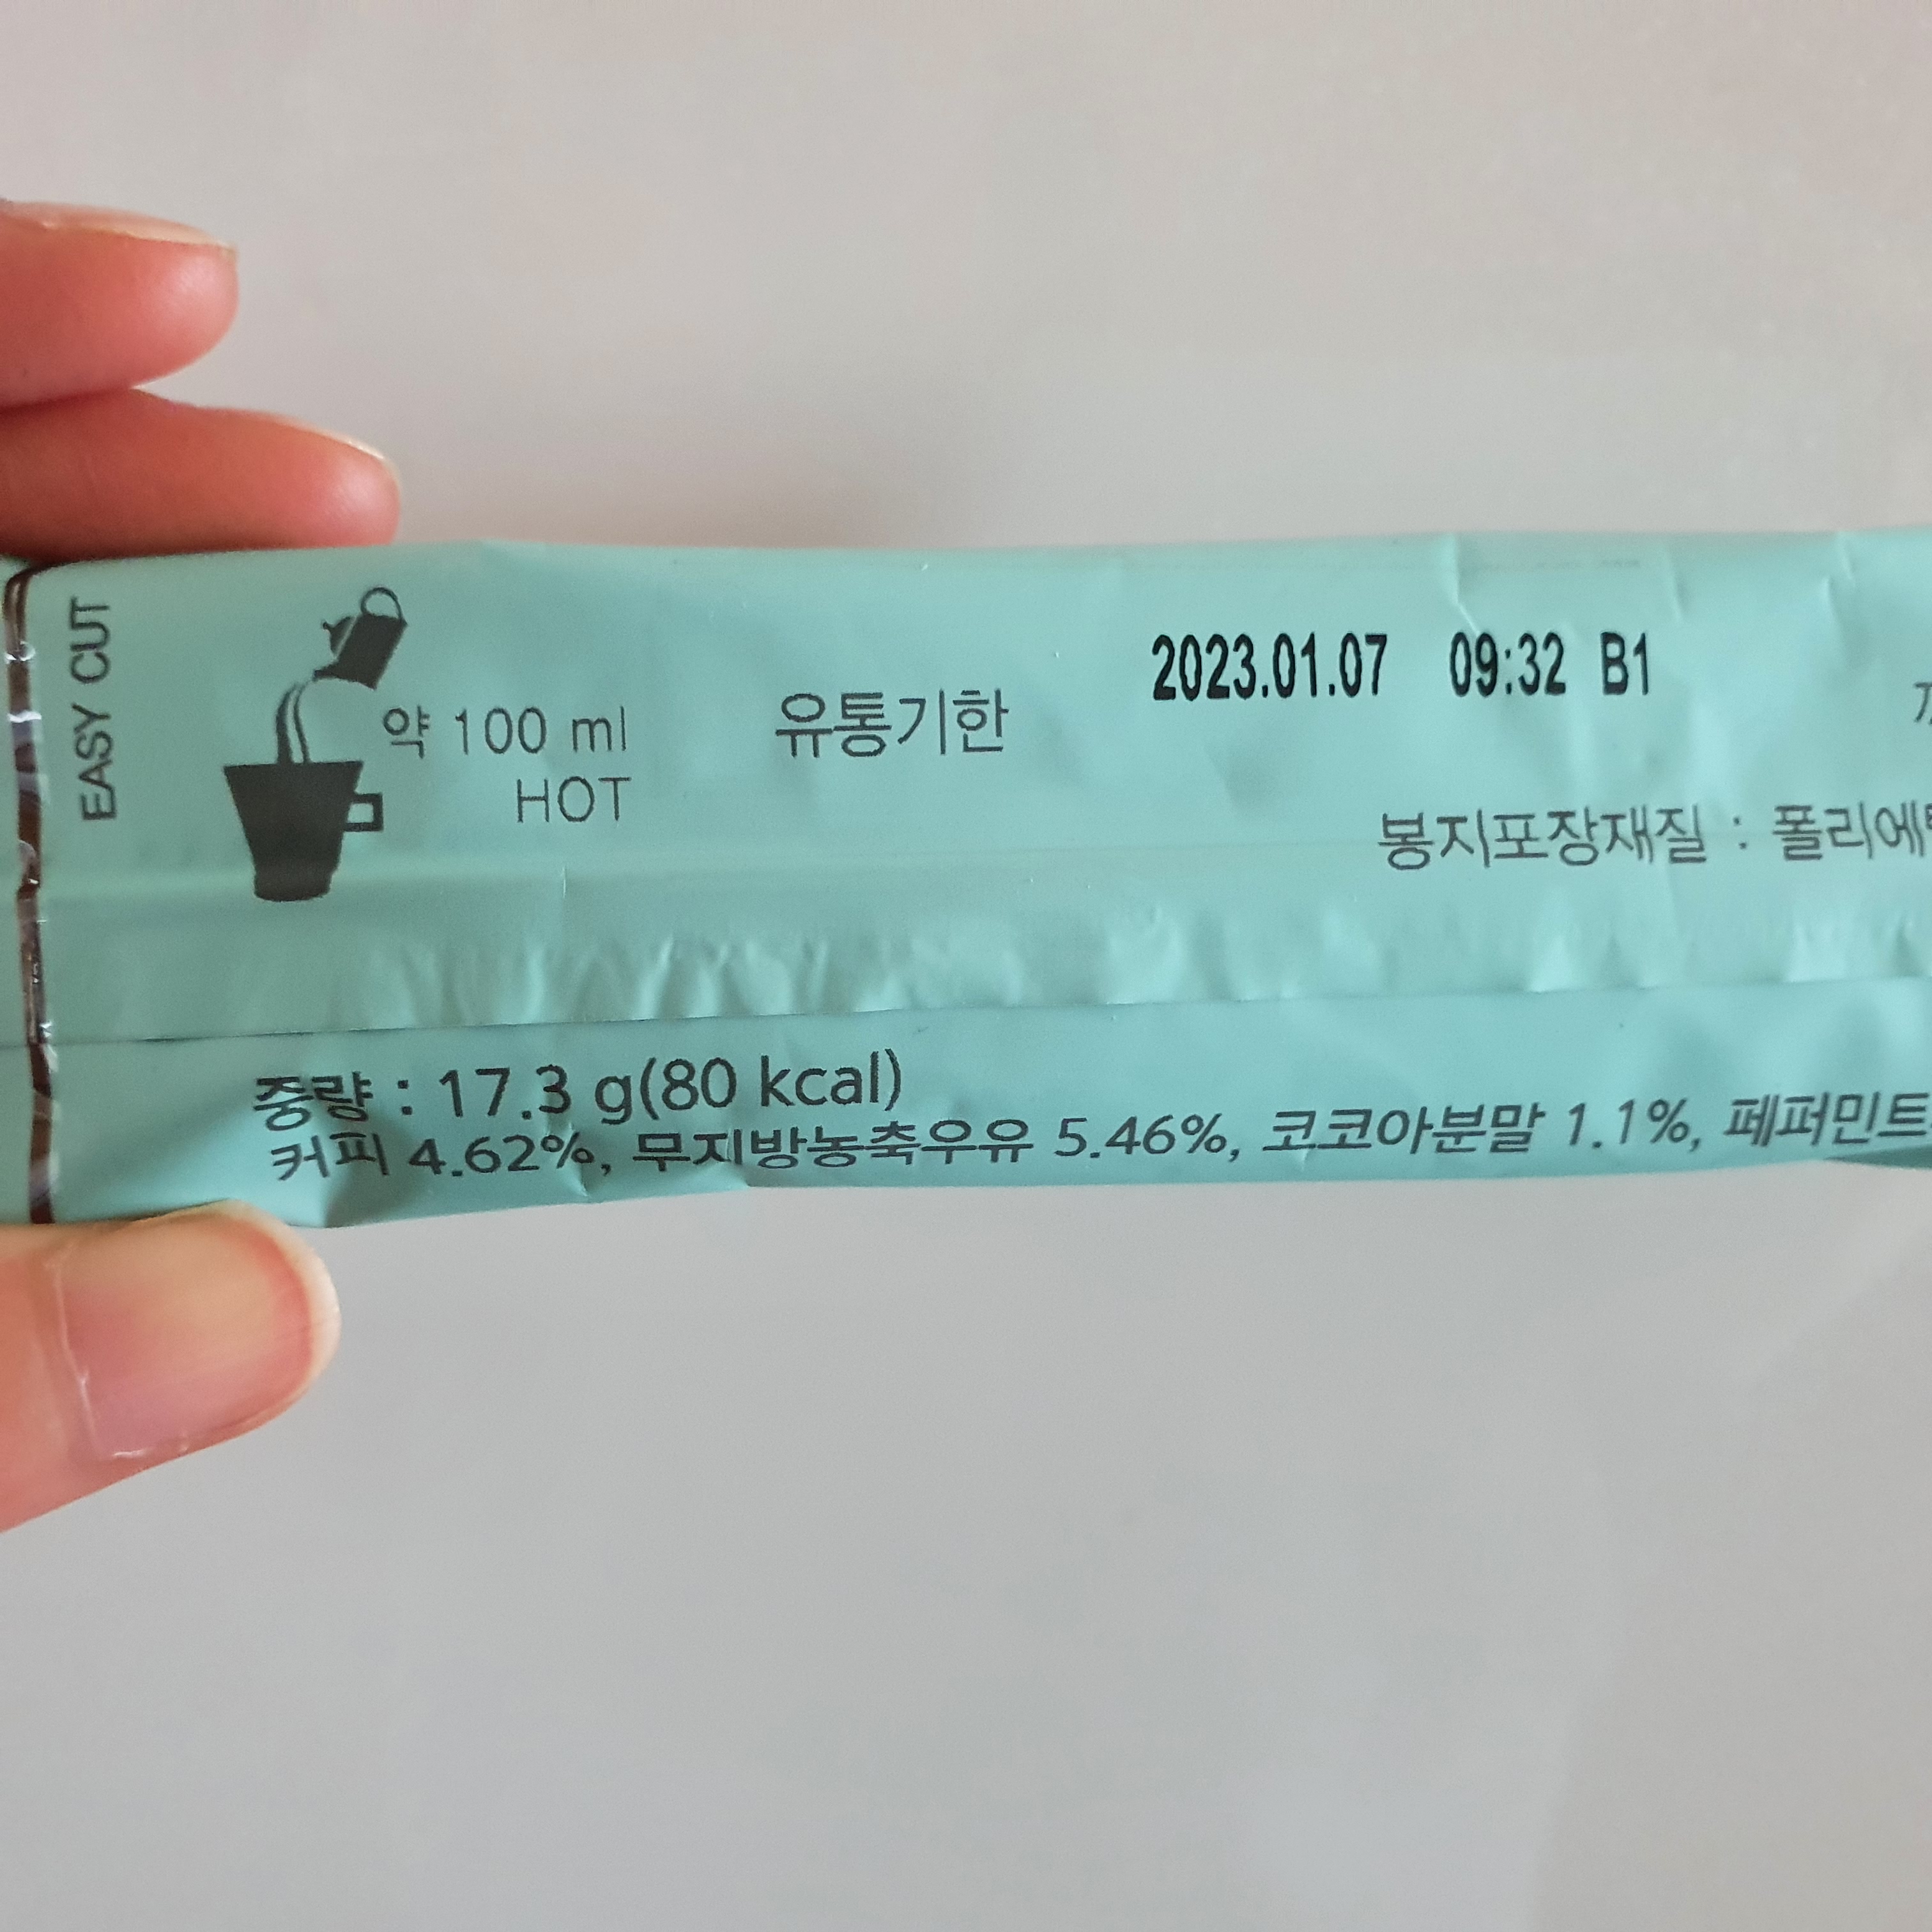 EASY CUT
약 100 ml
HOT
유통기한
2023.01.07 09:32 B1
봉지포장재질 : 폴리에
중량 : 17.3 g(80 kcal)
커피 4.62%, 무지방농축우유 5.46%, 코코아분말 1.1%, 페퍼민트